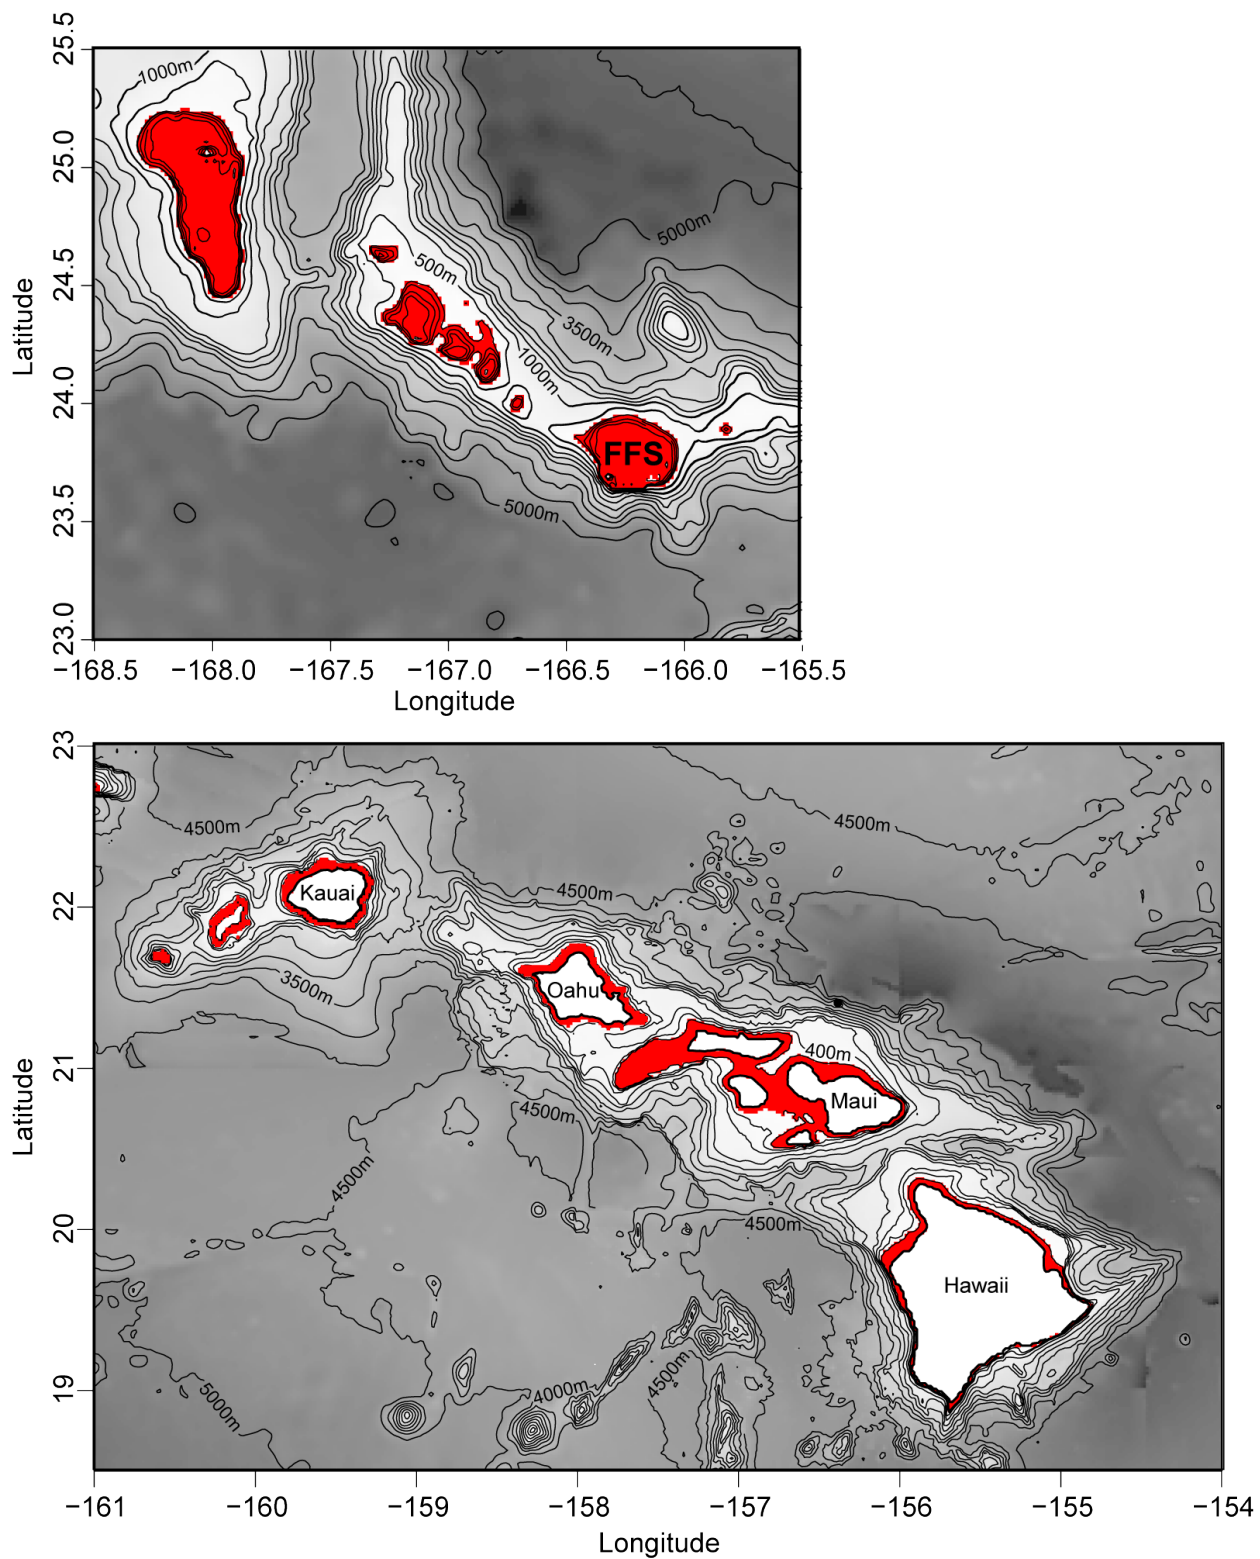 25.5
25.0
24.5
24.0
23.5
23.0
Latitude
1000m
500m
5000m
3500m
1000m
FFS
5000m
−168.5 −168.0 −167.5 −167.0 −166.5 −166.0 −165.5
Longitude
23
22
21
20
19
Latitude
4500m
4500m
4500m
Kauai
3500m
Oahu
400m
Maui
4500m
4500m
4500m
Hawaii
4500m
4000m
5000m
−161 −160 −159 −158 −157 −156 −155 −154
Longitude